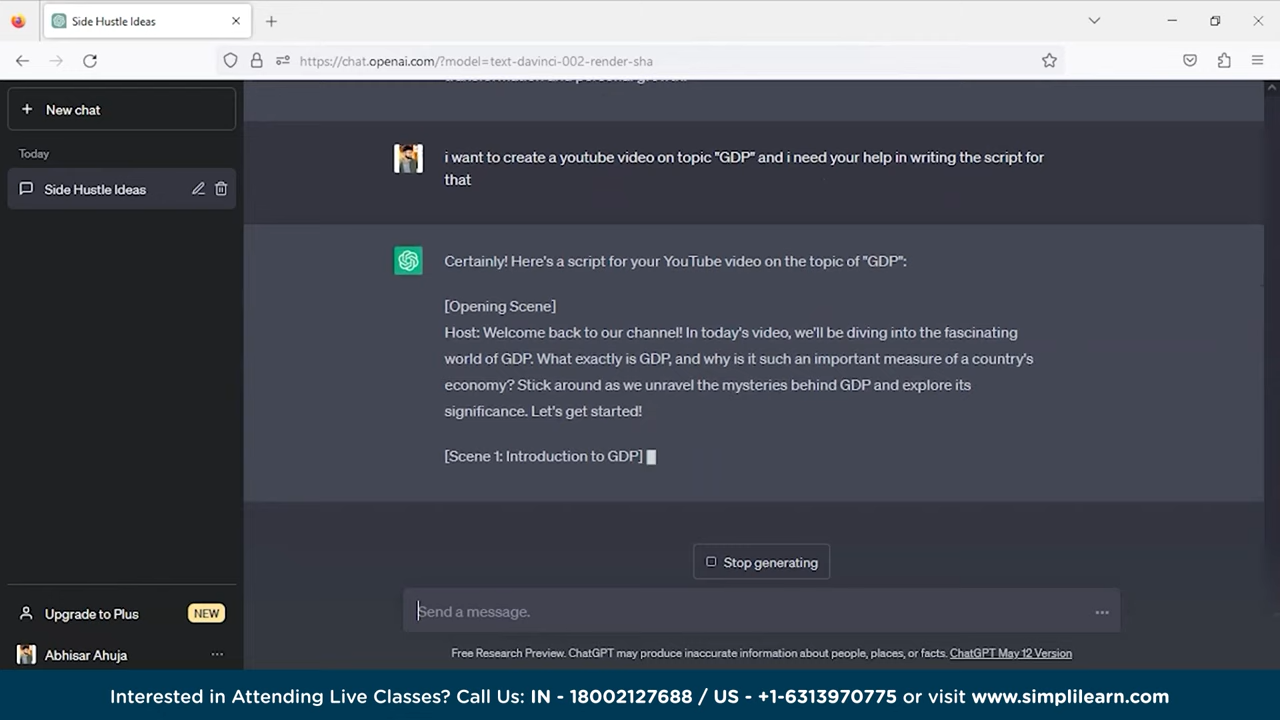 Side Hustle Ideas
https://chat.openai.com/?model=text-davinci-002-render-sha
New chat
Today
Side Hustle Ideas
i want to create a youtube video on topic "GDP" and i need your help in writing the script for
that
Certainly! Here's a script for your YouTube video on the topic of "GDP":
[Opening Scene]
Host: Welcome back to our channel! In today's video, we'll be diving into the fascinating
world of GDP. What exactly is GDP, and why is it such an important measure of a country's
economy? Stick around as we unravel the mysteries behind GDP and explore its
significance. Let's get started!
[Scene 1: Introduction to GDP]
Stop generating
Send a message.
Upgrade to Plus NEW
Abhisar Ahuja
Free Research Preview. ChatGPT may produce inaccurate information about people, places, or facts. ChatGPT May 12 Version
Interested in Attending Live Classes? Call Us: IN - 18002127688 / US - +1-6313970775 or visit www.simplilearn.com